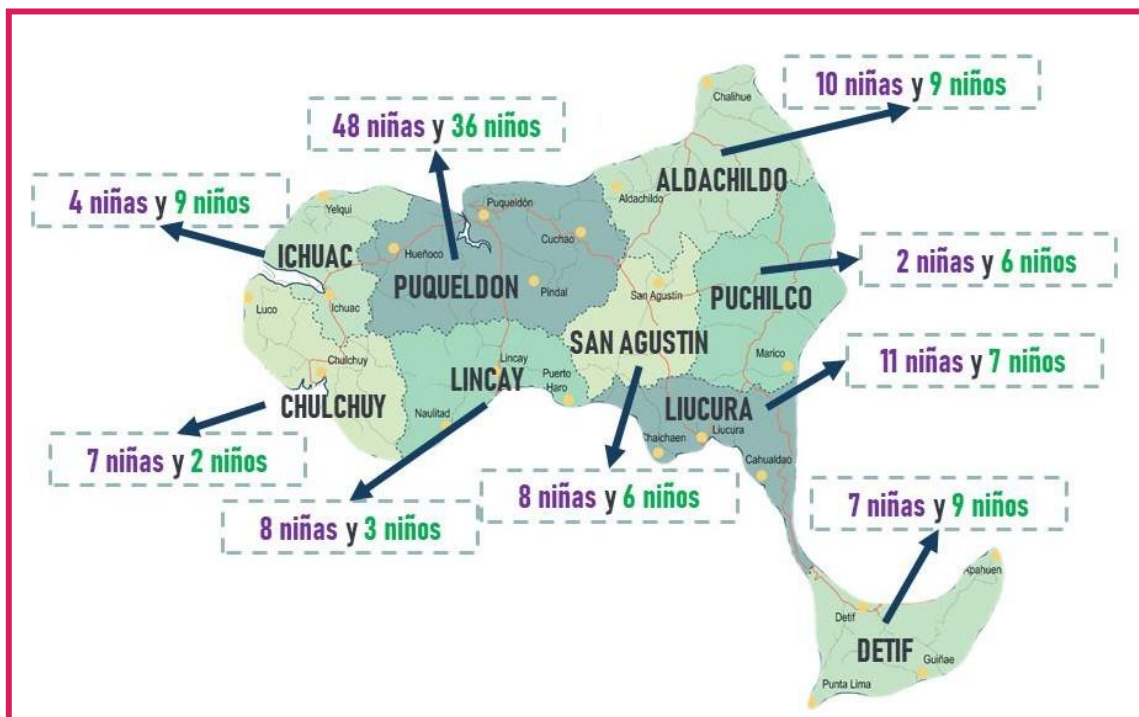 10 niñas y 9 niños
48 niñas y 36 niños
4 niñas y 9 niños
2 niñas y 6 niños
11 niñas y 7 niños
7 niñas y 2 niños
8 niñas y 3 niños
8 niñas y 6 niños
7 niñas y 9 niños
Chalihue
ALDACHILDO
Aldachildo
Yelqui
Puqueldón
Cuchao
Hueñoco
ICHUAC
PUQUELDON
Pindal
San Agustín
PUCHILCO
Luco
Ichuac
SAN AGUSTIN
Marico
Chulchuy
Lincay
LINCAY
Puerto
Haro
CHULCHUY
Naulitad
LIUCURA
Liucura
Chaichaen
Cahualdao
Apahuen
Detif
DETIF
Guiñae
Punta Lima